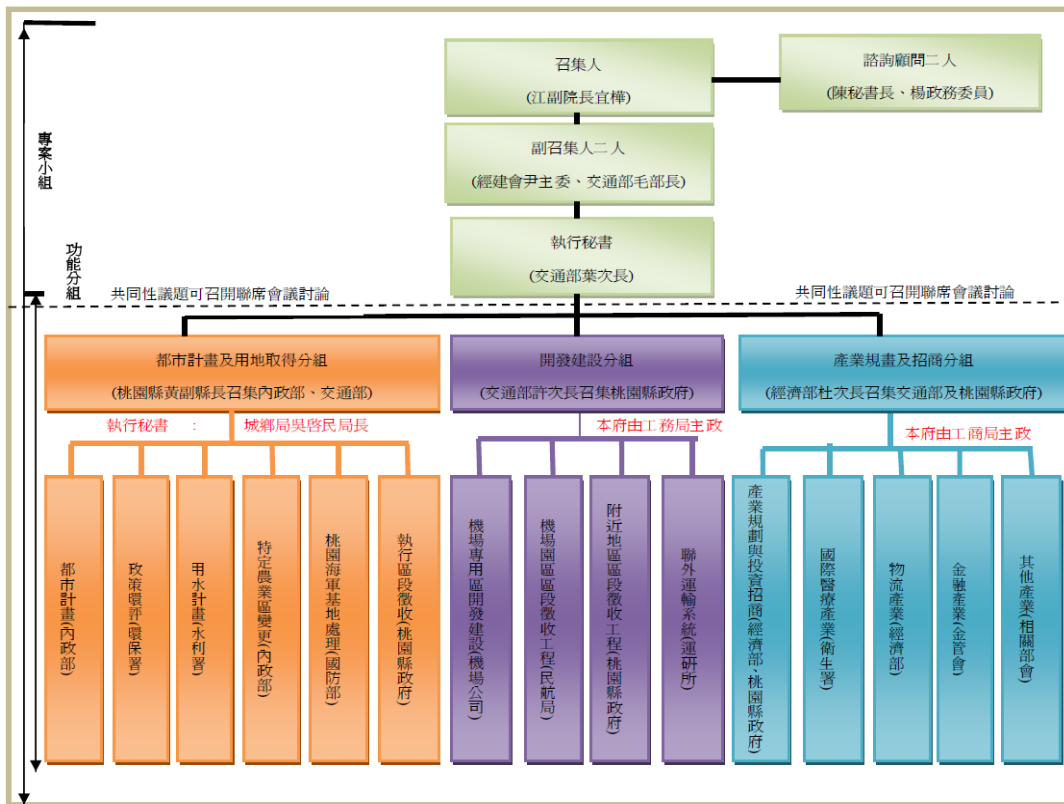 召集人
(江副院長宜樺)
諮詢顧問二人
(陳秘書長、楊政務委員)
副召集人二人
(經建會尹主委、交通部毛部長)
執行秘書
(交通部葉次長)
專案小組
功能分組
共同性議題可召開聯席會議討論
共同性議題可召開聯席會議討論
都市計畫及用地取得分組
(桃園縣黃副縣長召集內政部、交通部)
開發建設分組
(交通部許次長召集桃園縣政府)
產業規畫及招商分組
(經濟部杜次長召集交通部及桃園縣政府)
執行秘書 : 城鄉局吳啓民局長
本府由工務局主政
本府由工商局主政
都市計畫(內政部)
政策環評(環保署)
用水計畫(水利署)
特定農業區變更(內政部)
桃園海軍基地處理(國防部)
執行區段徵收(桃園縣政府)
機場專用區開發建設(機場公司)
機場園區區段徵收工程(民航局)
附近地區區段徵收工程(桃園縣政府)
聯外運輸系統(運研所)
產業規劃與投資招商(經濟部、桃園縣政府)
國際醫療產業(衛生署)
物流產業(經濟部)
金融產業(金管會)
其他產業(相關部會)